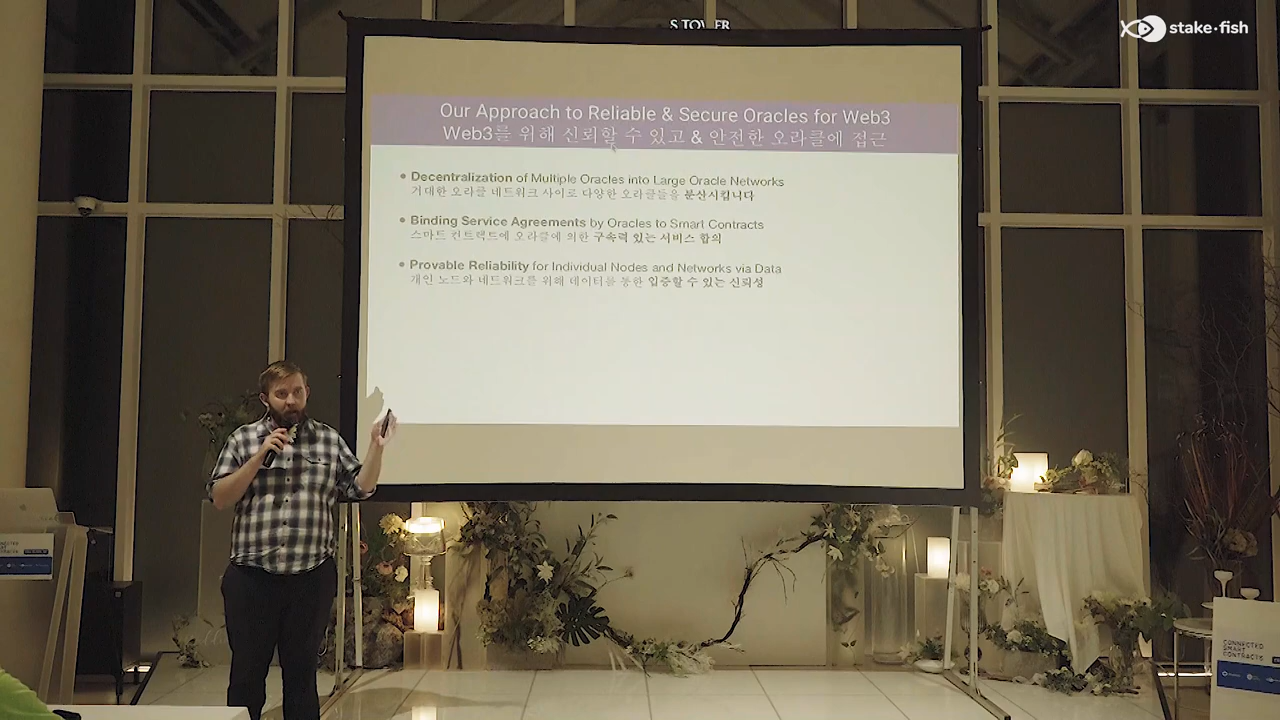 S TOWER
stake·fish
Our Approach to Reliable & Secure Oracles for Web3
Web3를 위해 신뢰할 수 있고 & 안전한 오라클에 접근
Decentralization of Multiple Oracles into Large Oracle Networks
거대한 오라클 네트워크 사이로 다양한 오라클들을 분산시킵니다
Binding Service Agreements by Oracles to Smart Contracts
스마트 컨트랙트에 오라클에 의한 구속력 있는 서비스 합의
Provable Reliability for Individual Nodes and Networks via Data
개인 노드와 네트워크를 위해 데이터를 통한 입증할 수 있는 신뢰성
CONNECTED
SMART
CONTRACTS